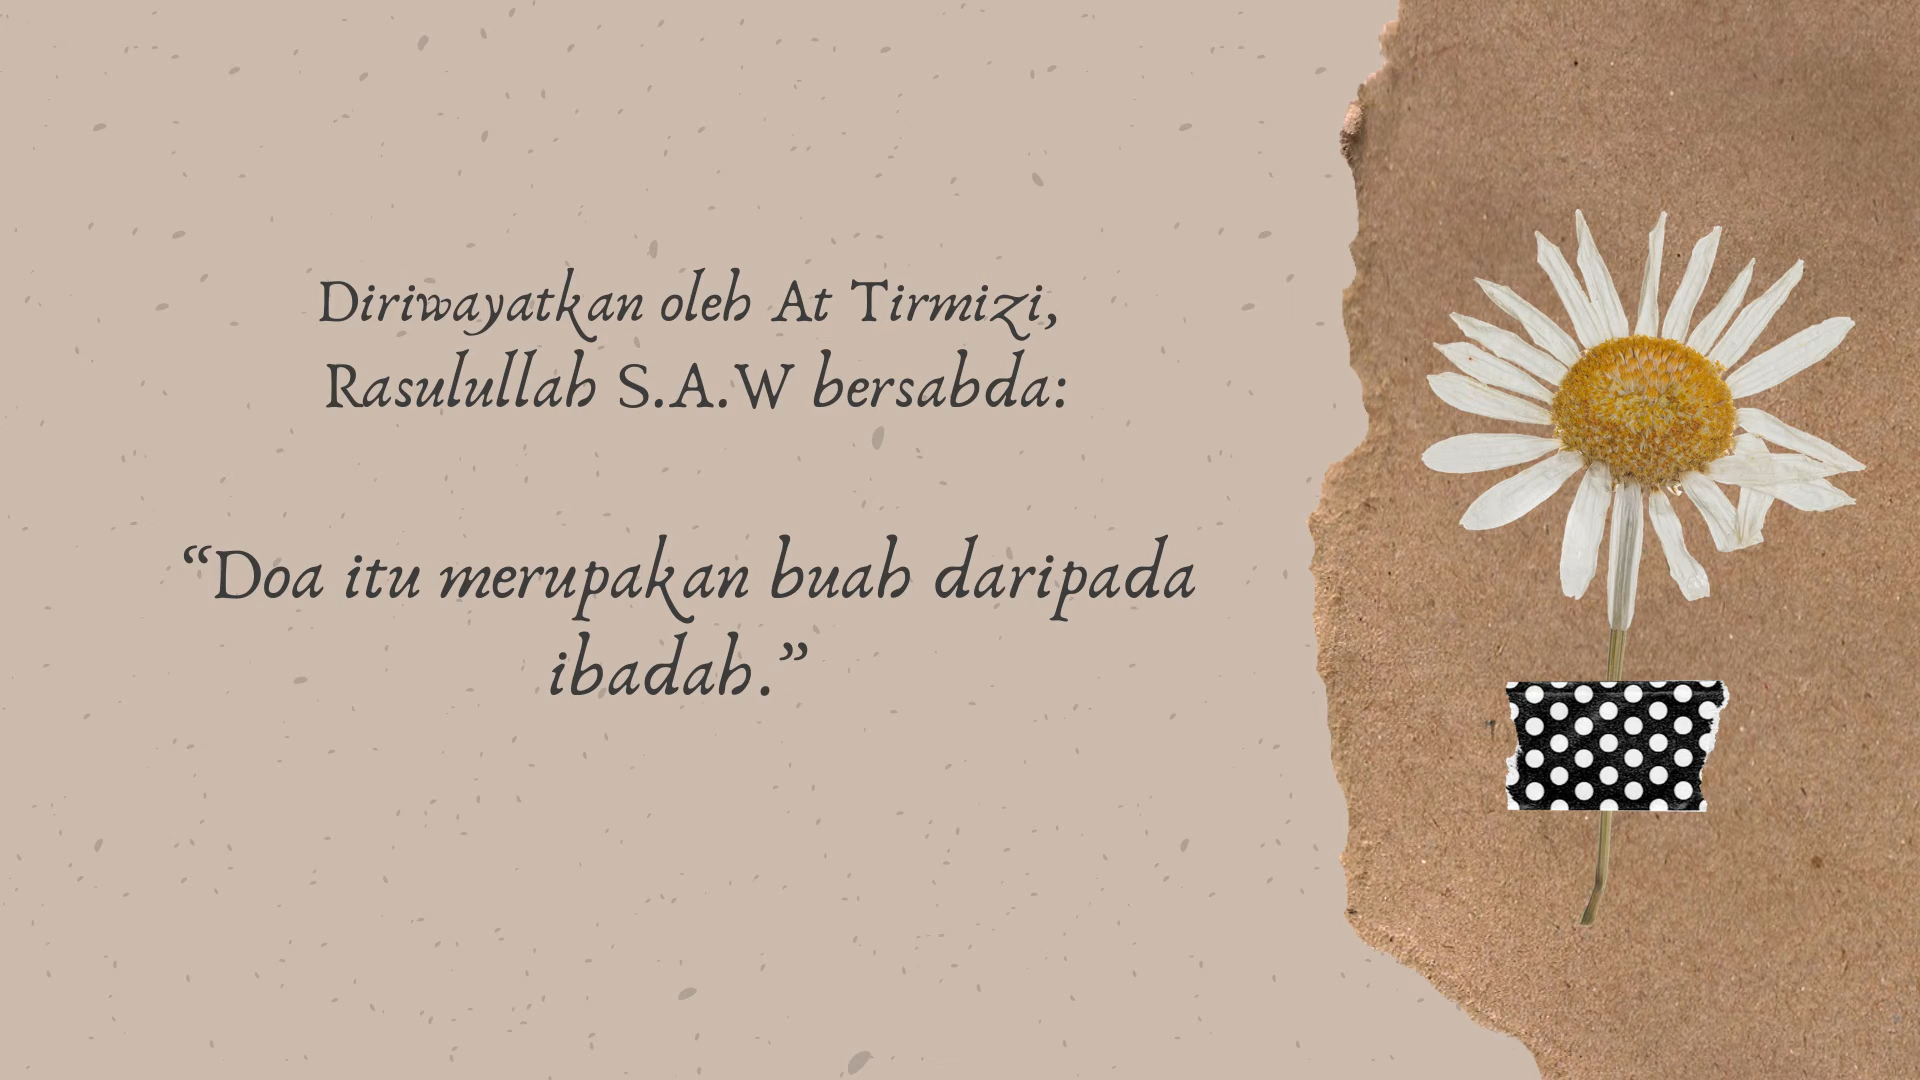 Diriwayatkan oleh At Tirmizi,
Rasulullah S.A.W bersabda:
“Doa itu merupakan buah daripada
ibadah.”